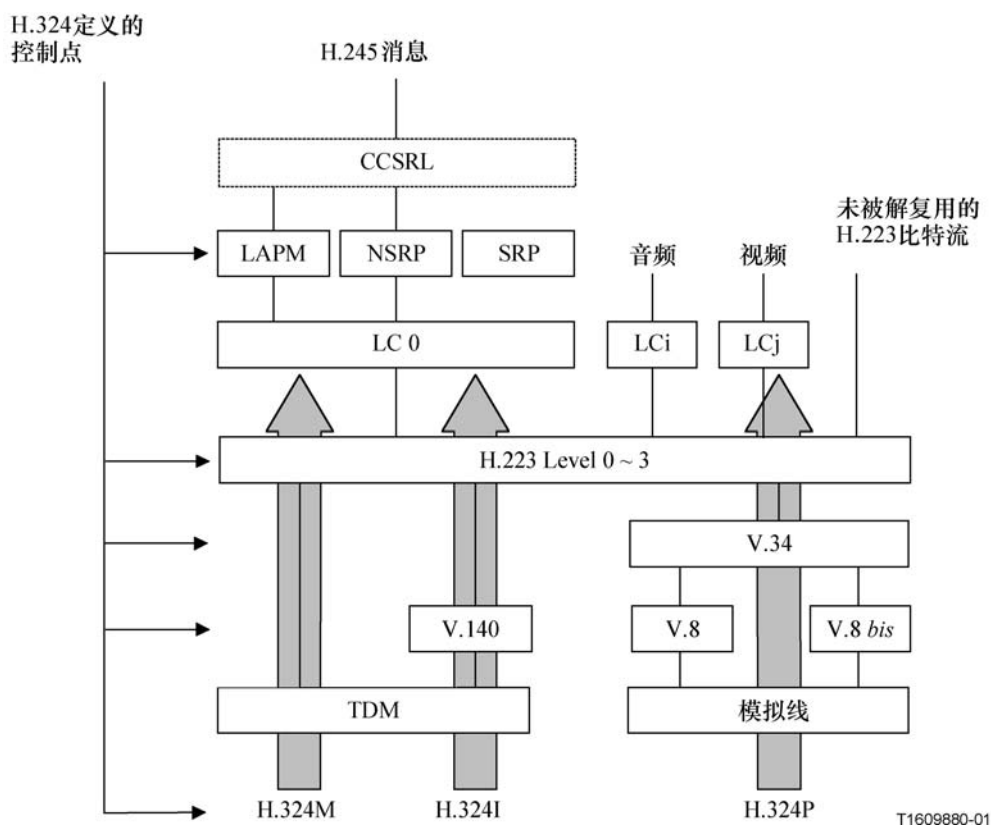 H.324定义的
控制点
H.245消息
CCSRL
未被解复用的
H.223比特流
LAPM
NSRP
SRP
音频
视频
LC 0
LCi
LCj
H.223 Level 0 ~ 3
V.34
V.140
V.8
V.8 bis
TDM
模拟线
H.324M
H.324I
H.324P
T1609880-01